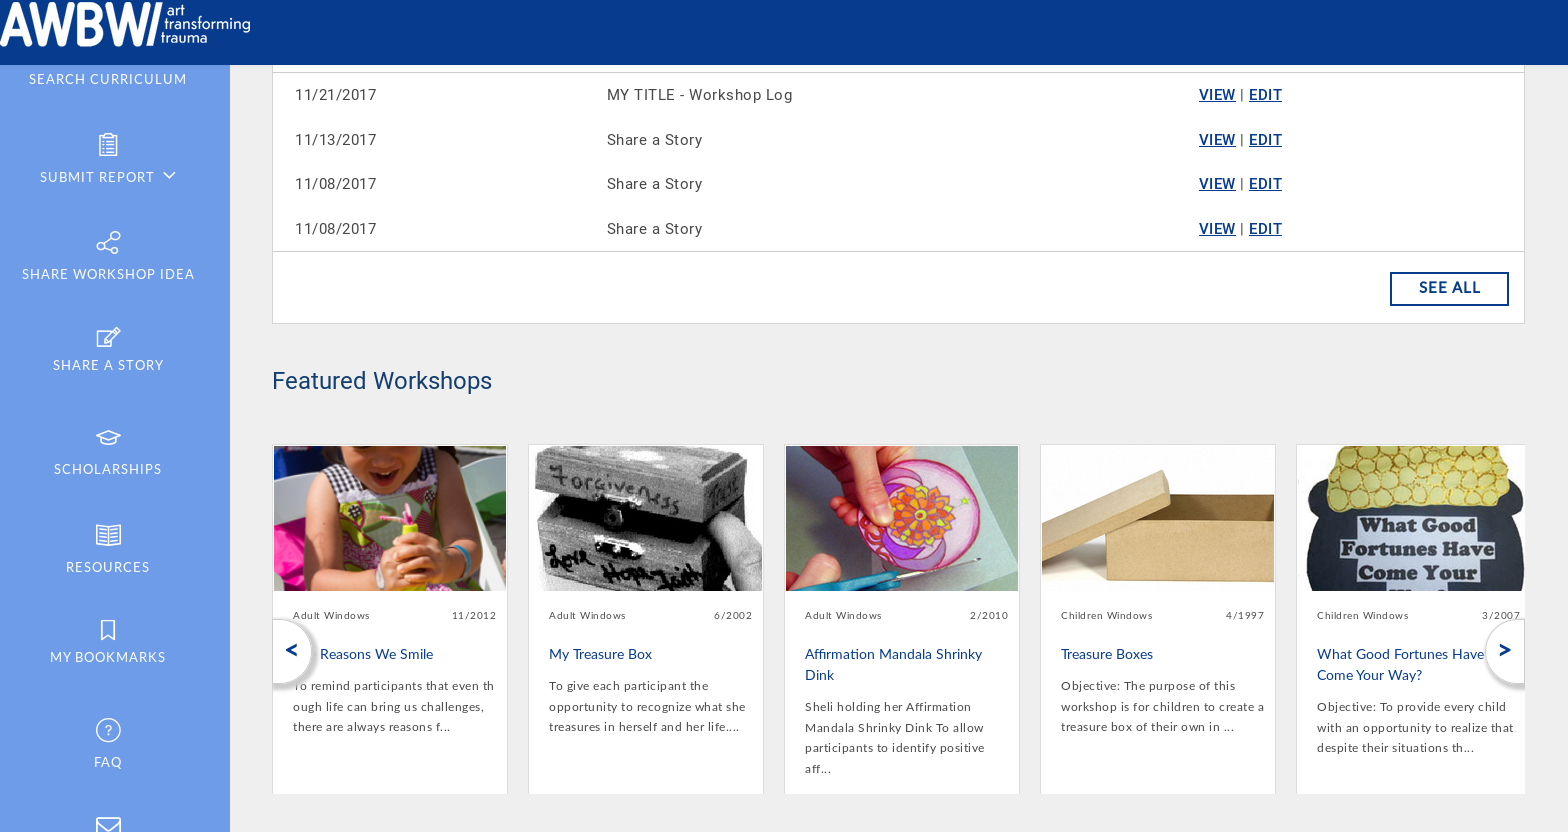 AWBW art
transforming
trauma
SEARCH CURRICULUM
SUBMIT REPORT
SHARE WORKSHOP IDEA
SHARE A STORY
SCHOLARSHIPS
RESOURCES
MY BOOKMARKS
FAQ
11/21/2017 MY TITLE - Workshop Log VIEW | EDIT
11/13/2017 Share a Story VIEW | EDIT
11/08/2017 Share a Story VIEW | EDIT
11/08/2017 Share a Story VIEW | EDIT
SEE ALL
Featured Workshops
Adult Windows 11/2012
Reasons We Smile
To remind participants that even th
ough life can bring us challenges,
there are always reasons f...
Forgiveness
Trust
Love Hope Faith
Adult Windows 6/2002
My Treasure Box
To give each participant the
opportunity to recognize what she
treasures in herself and her life....
Adult Windows 2/2010
Affirmation Mandala Shrinky
Dink
Sheli holding her Affirmation
Mandala Shrinky Dink To allow
participants to identify positive
aff...
Children Windows 4/1997
Treasure Boxes
Objective: The purpose of this
workshop is for children to create a
treasure box of their own in ...
What Good
Fortunes Have
Come Your
Children Windows 3/2007
What Good Fortunes Have
Come Your Way?
Objective: To provide every child
with an opportunity to realize that
despite their situations th...
< >